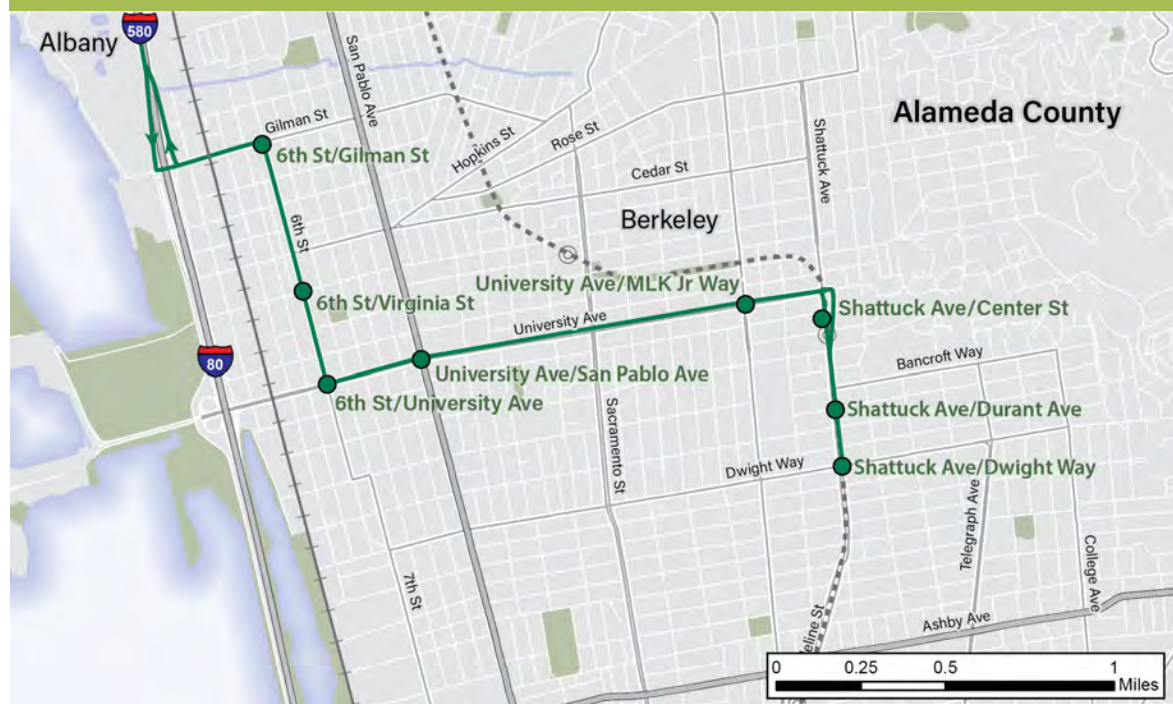 580
Albany
San Pablo Ave
Gilman St
6th St/Gilman St
Hopkins St
Rose St
Shattuck Ave
Alameda County
Cedar St
6th St
Berkeley
University Ave/MLK Jr Way
6th St/Virginia St
Shattuck Ave/Center St
University Ave
80
Bancroft Way
University Ave/San Pablo Ave
6th St/University Ave
Sacramento St
Shattuck Ave/Durant Ave
Dwight Way
Shattuck Ave/Dwight Way
Telegraph Ave
College Ave
7th St
Ashby Ave
eline St
0 0.25 0.5 1
Miles